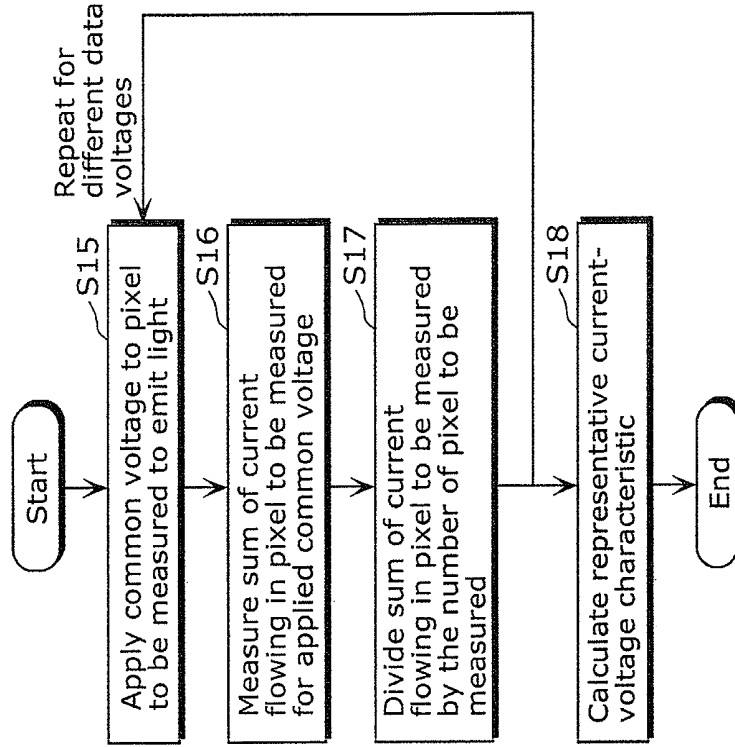 Start
S15
Apply common voltage to pixel
to be measured to emit light
Repeat for
different data
voltages
S16
Measure sum of current
flowing in pixel to be measured
for applied common voltage
S17
Divide sum of current
flowing in pixel to be measured
by the number of pixel to be
measured
S18
Calculate representative current-
voltage characteristic
End